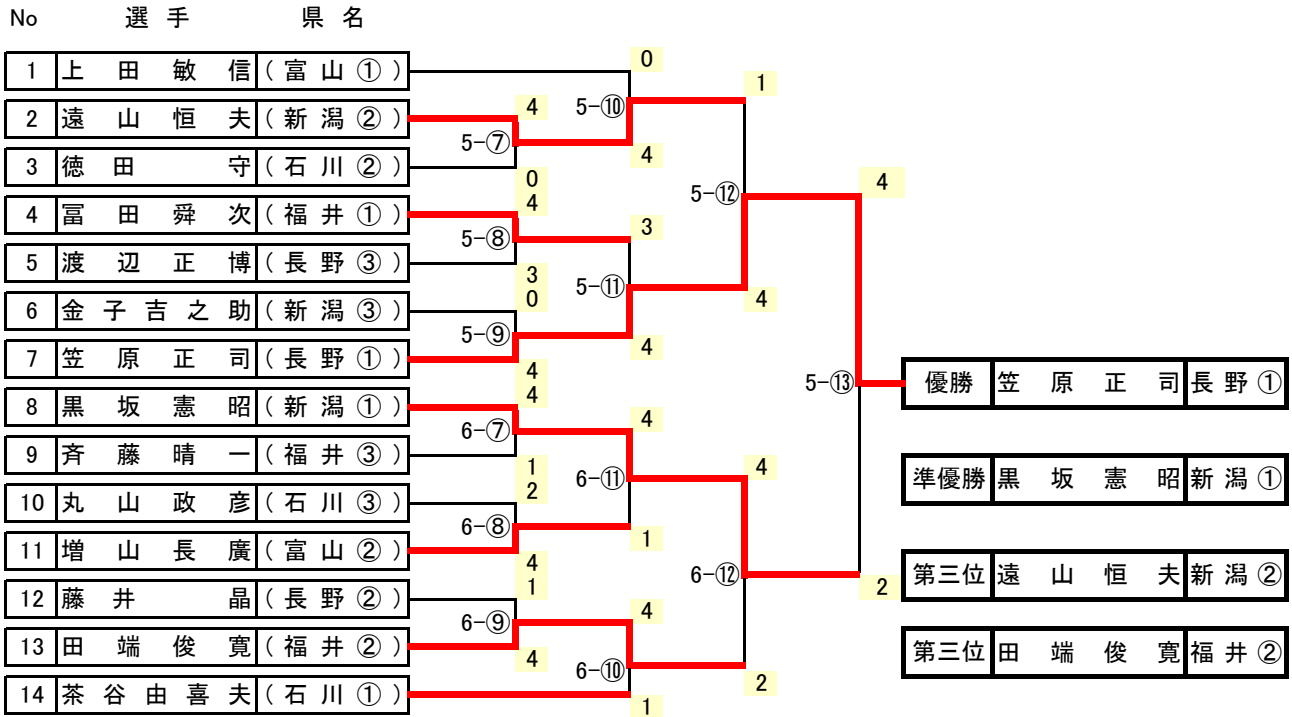 No 選手 県名
0
1 上田敏信 (富山①)
1
4
5-⑩
2 遠山恒夫 (新潟②)
5-⑦
4
3 徳田守 (石川②)
0
4
5-⑫
4
4 冨田舜次 (福井①)
3
5-⑧
5 渡辺正博 (長野③)
3
0
5-⑪
4
6 金子吉之助 (新潟③)
5-⑨
4
7 笠原正司 (長野①)
4
4
5-⑬
優勝 笠原正司 長野①
8 黒坂憲昭 (新潟①)
4
6-⑦
9 斉藤晴一 (福井③)
1
2
6-⑪
4
準優勝 黒坂憲昭 新潟①
10 丸山政彦 (石川③)
6-⑧
1
11 増山長廣 (富山②)
4
1
6-⑫
2
第三位 遠山恒夫 新潟②
12 藤井晶 (長野②)
4
6-⑨
13 田端俊寛 (福井②)
4
6-⑩
2
第三位 田端俊寛 福井②
14 茶谷由喜夫 (石川①)
1